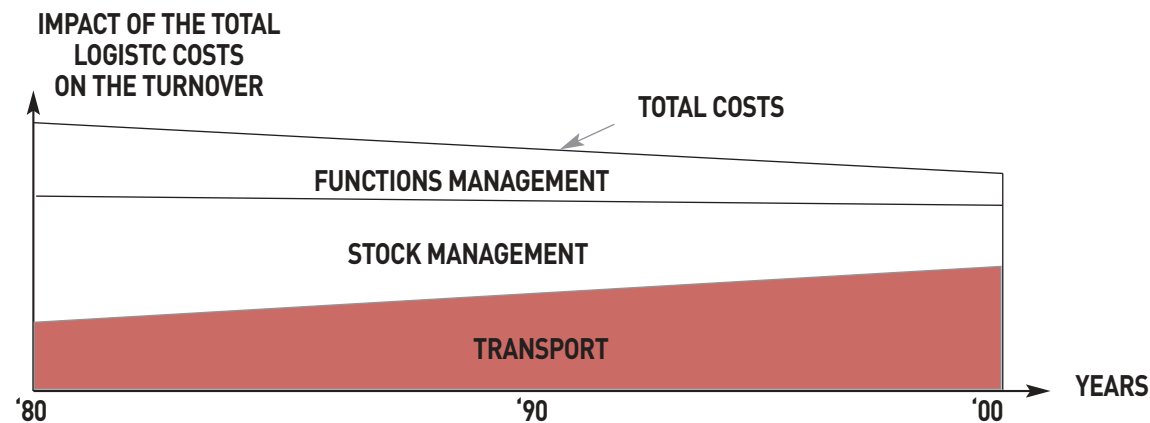 IMPACT OF THE TOTAL
LOGISTC COSTS
ON THE TURNOVER
TOTAL COSTS
FUNCTIONS MANAGEMENT
STOCK MANAGEMENT
TRANSPORT
YEARS
‘80
‘90
‘00